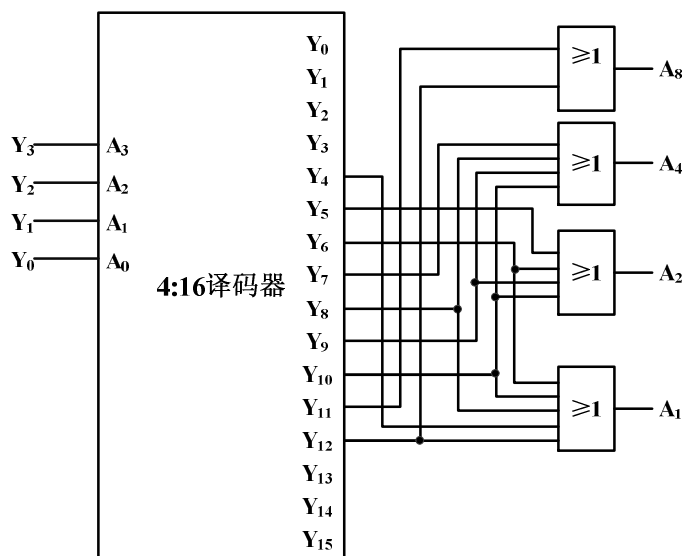 Y₃
Y₂
Y₁
Y₀
A₃
A₂
A₁
A₀
4:16译码器
Y₀
Y₁
Y₂
Y₃
Y₄
Y₅
Y₆
Y₇
Y₈
Y₉
Y₁₀
Y₁₁
Y₁₂
Y₁₃
Y₁₄
Y₁₅
≥1
A₈
≥1
A₄
≥1
A₂
≥1
A₁